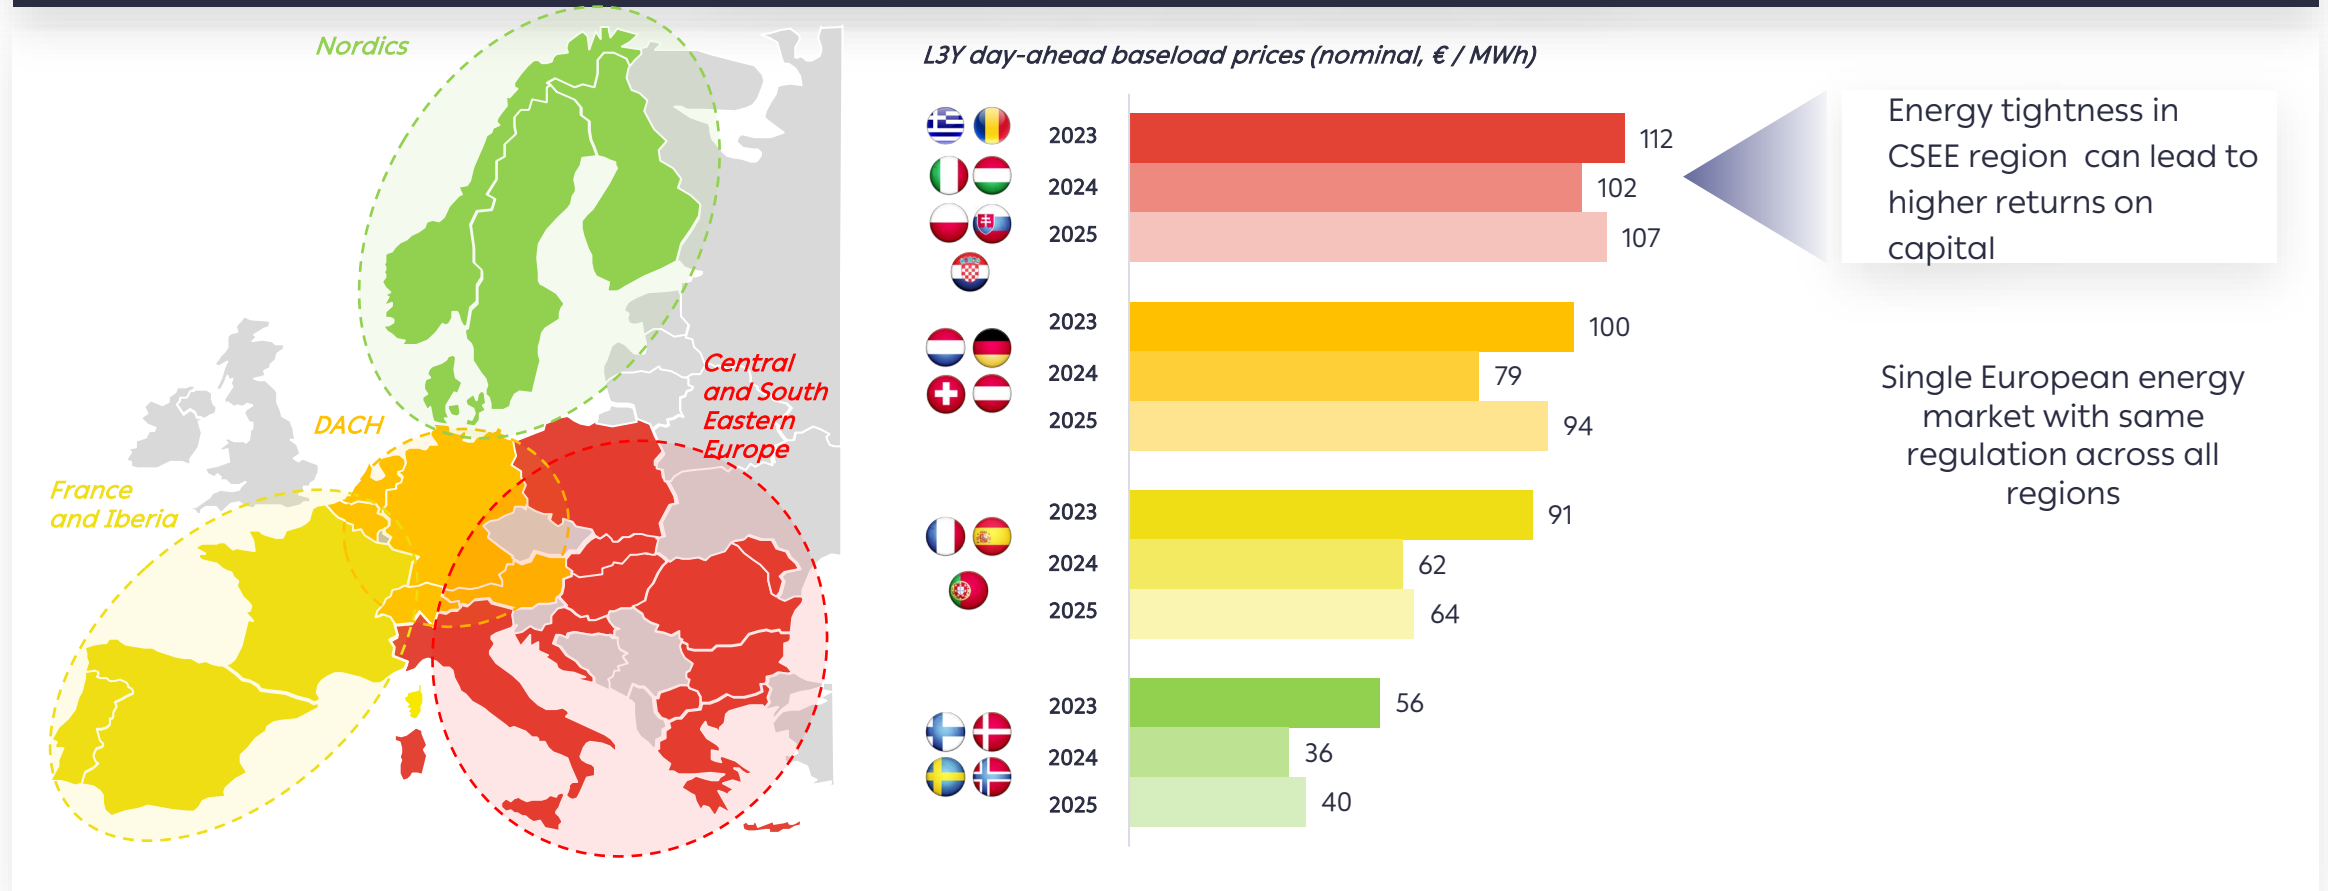 Nordics
DACH
France
and Iberia
Central
and South
Eastern
Europe
L3Y day-ahead baseload prices (nominal, € / MWh)
2023
112
2024
102
2025
107
2023
100
2024
79
2025
94
2023
91
2024
62
2025
64
2023
56
2024
36
2025
40
Energy tightness in
CSEE region  can lead to
higher returns on
capital
Single European energy
market with same
regulation across all
regions